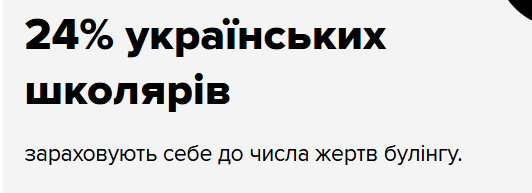 24% українських
школярів
зараховують себе до числа жертв булінгу.